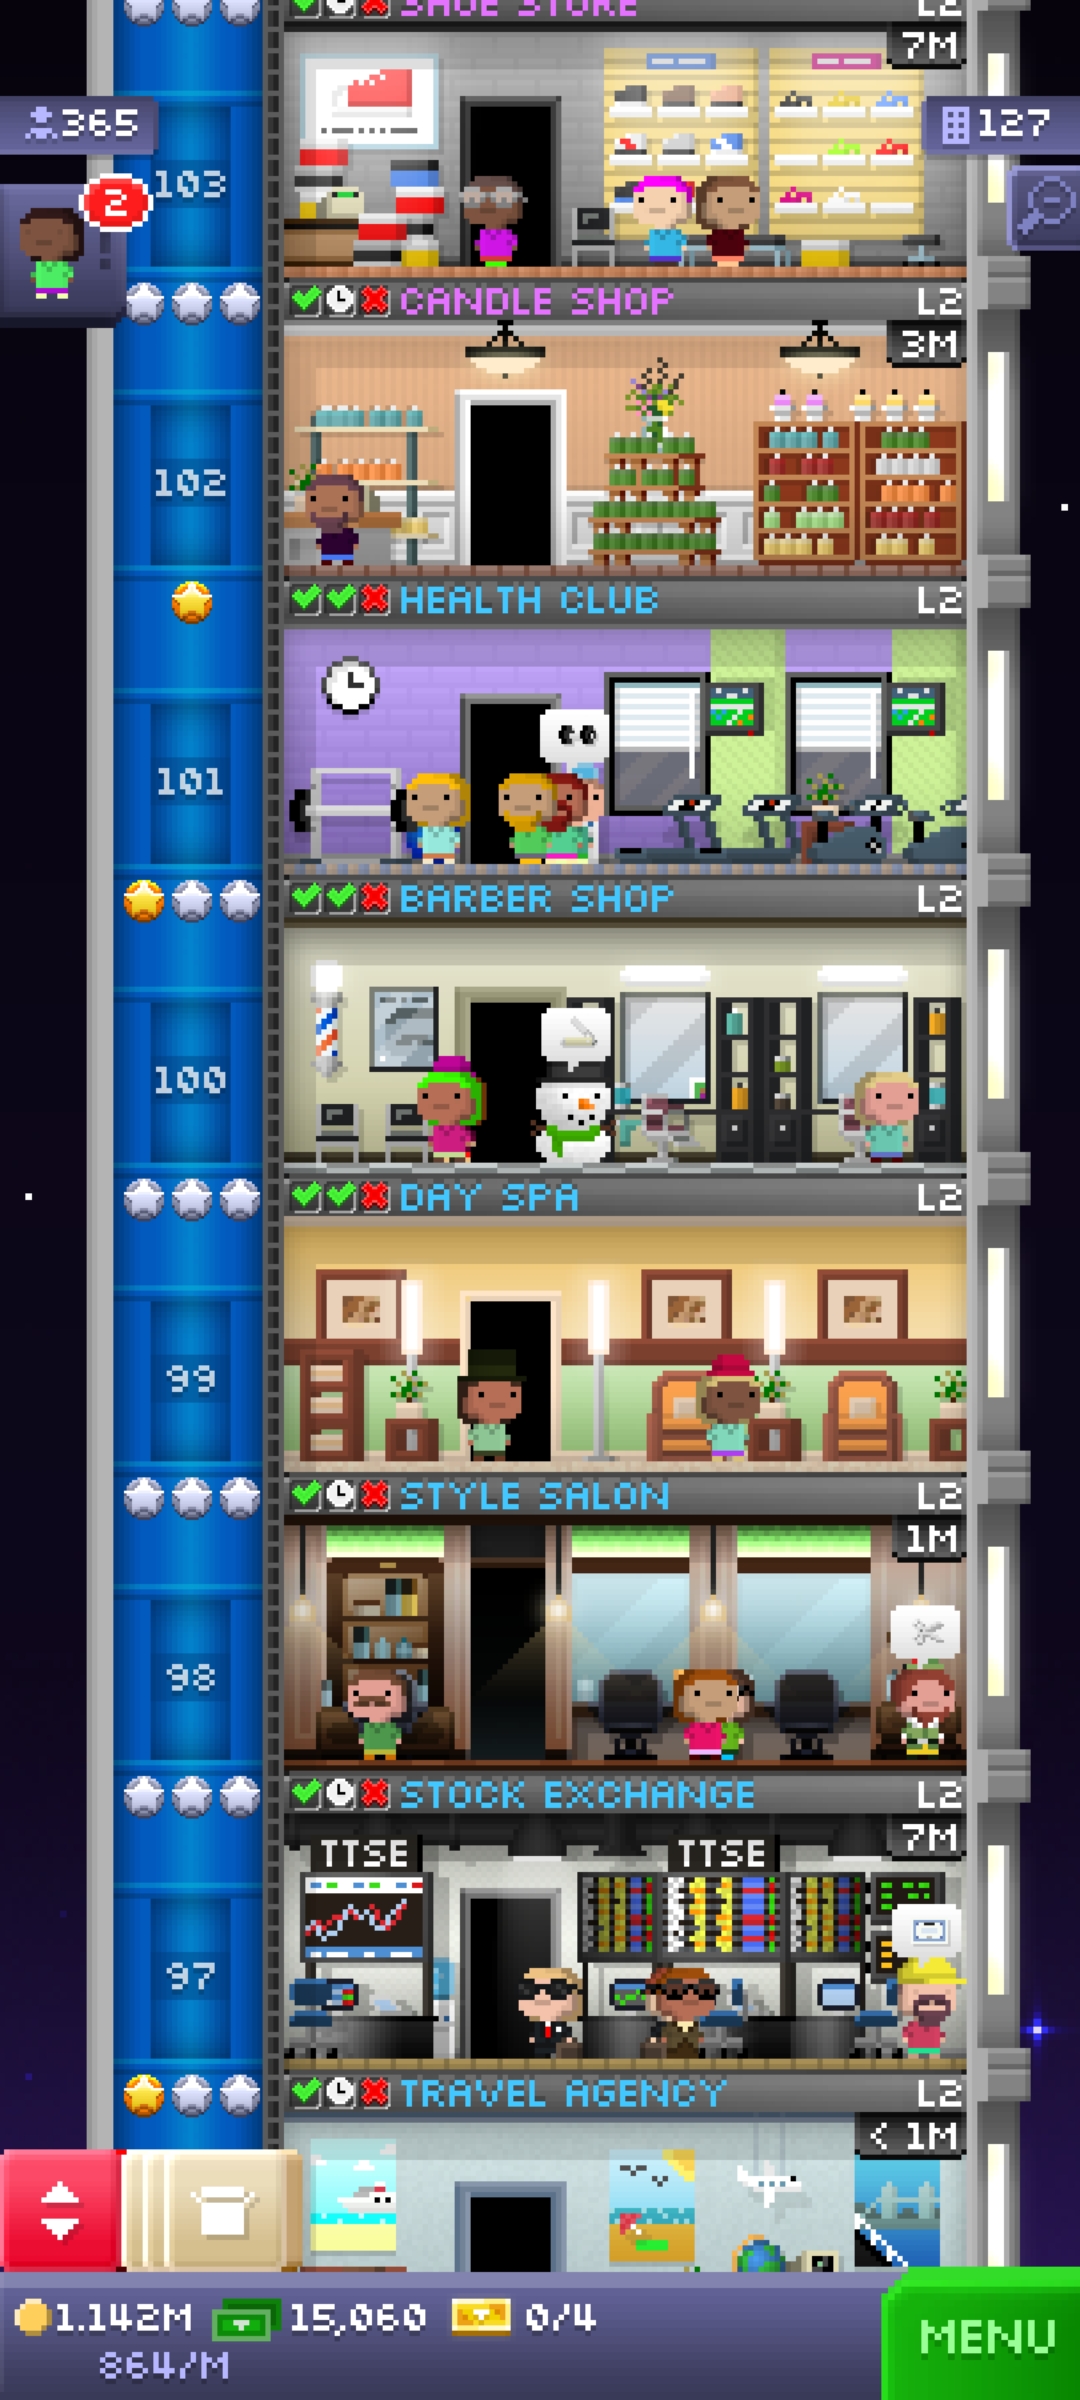 SHOE STORE L2
7M
365
127
2
103
CANDLE SHOP L2
3M
102
HEALTH CLUB L2
101
BARBER SHOP L2
100
DAY SPA L2
99
STYLE SALON L2
1M
98
STOCK EXCHANGE L2
7M
TTSE TTSE
97
TRAVEL AGENCY L2
< 1M
1.142M 15,060 0/4
864/M
MENU